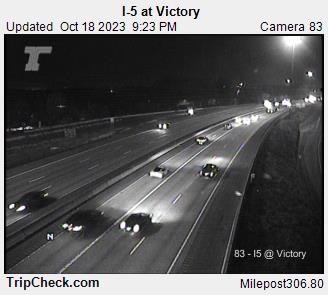 I-5 at Victory
Updated Oct 18 2023 9:23 PM Camera 83
T
N
83 - I5 @ Victory
TripCheck.com Milepost306.80